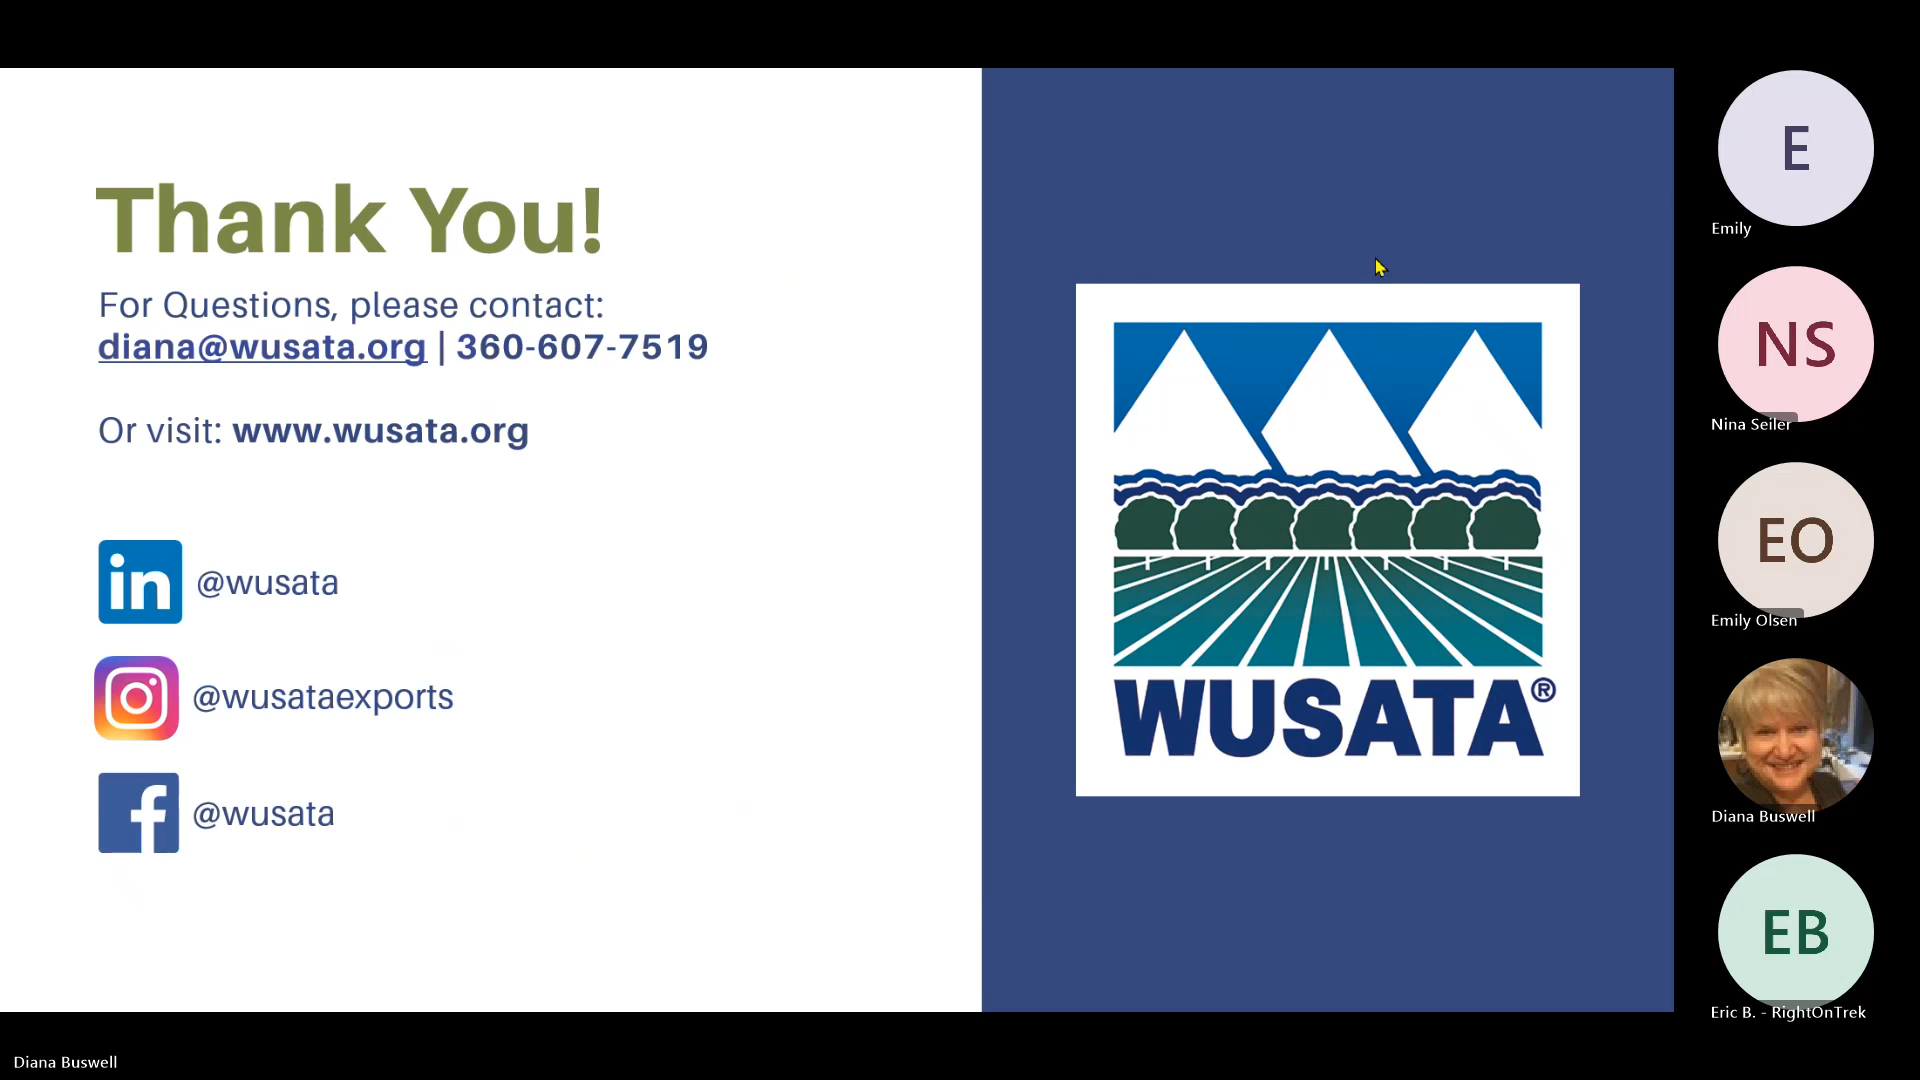 Thank You!
For Questions, please contact:
diana@wusata.org | 360-607-7519
Or visit: www.wusata.org
in @wusata
@wusataexports
f @wusata
WUSATA®
E
Emily
NS
Nina Seiler
EO
Emily Olsen
Diana Buswell
EB
Eric B. - RightOnTrek
Diana Buswell